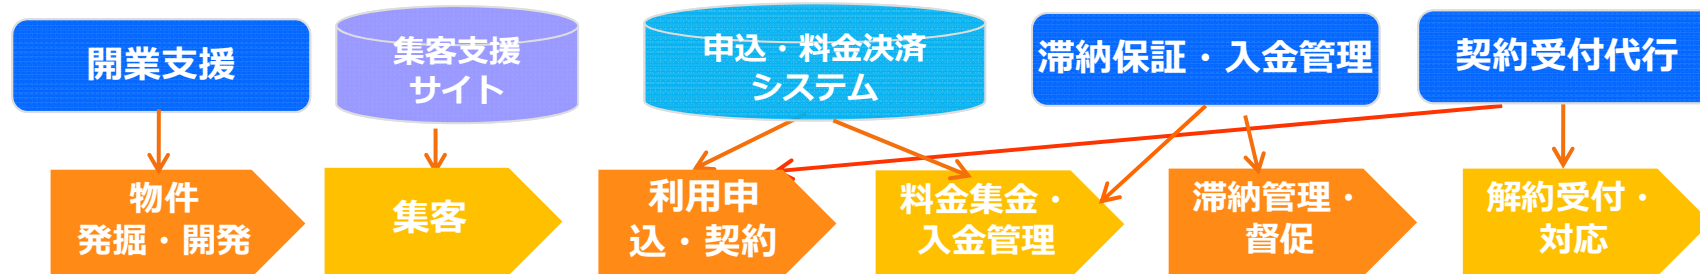 開業支援
集客支援
サイト
申込・料金決済
システム
滞納保証・入金管理
契約受付代行
物件
発掘・開発
集客
利用申
込・契約
料金集金・
入金管理
滞納管理・
督促
解約受付・
対応